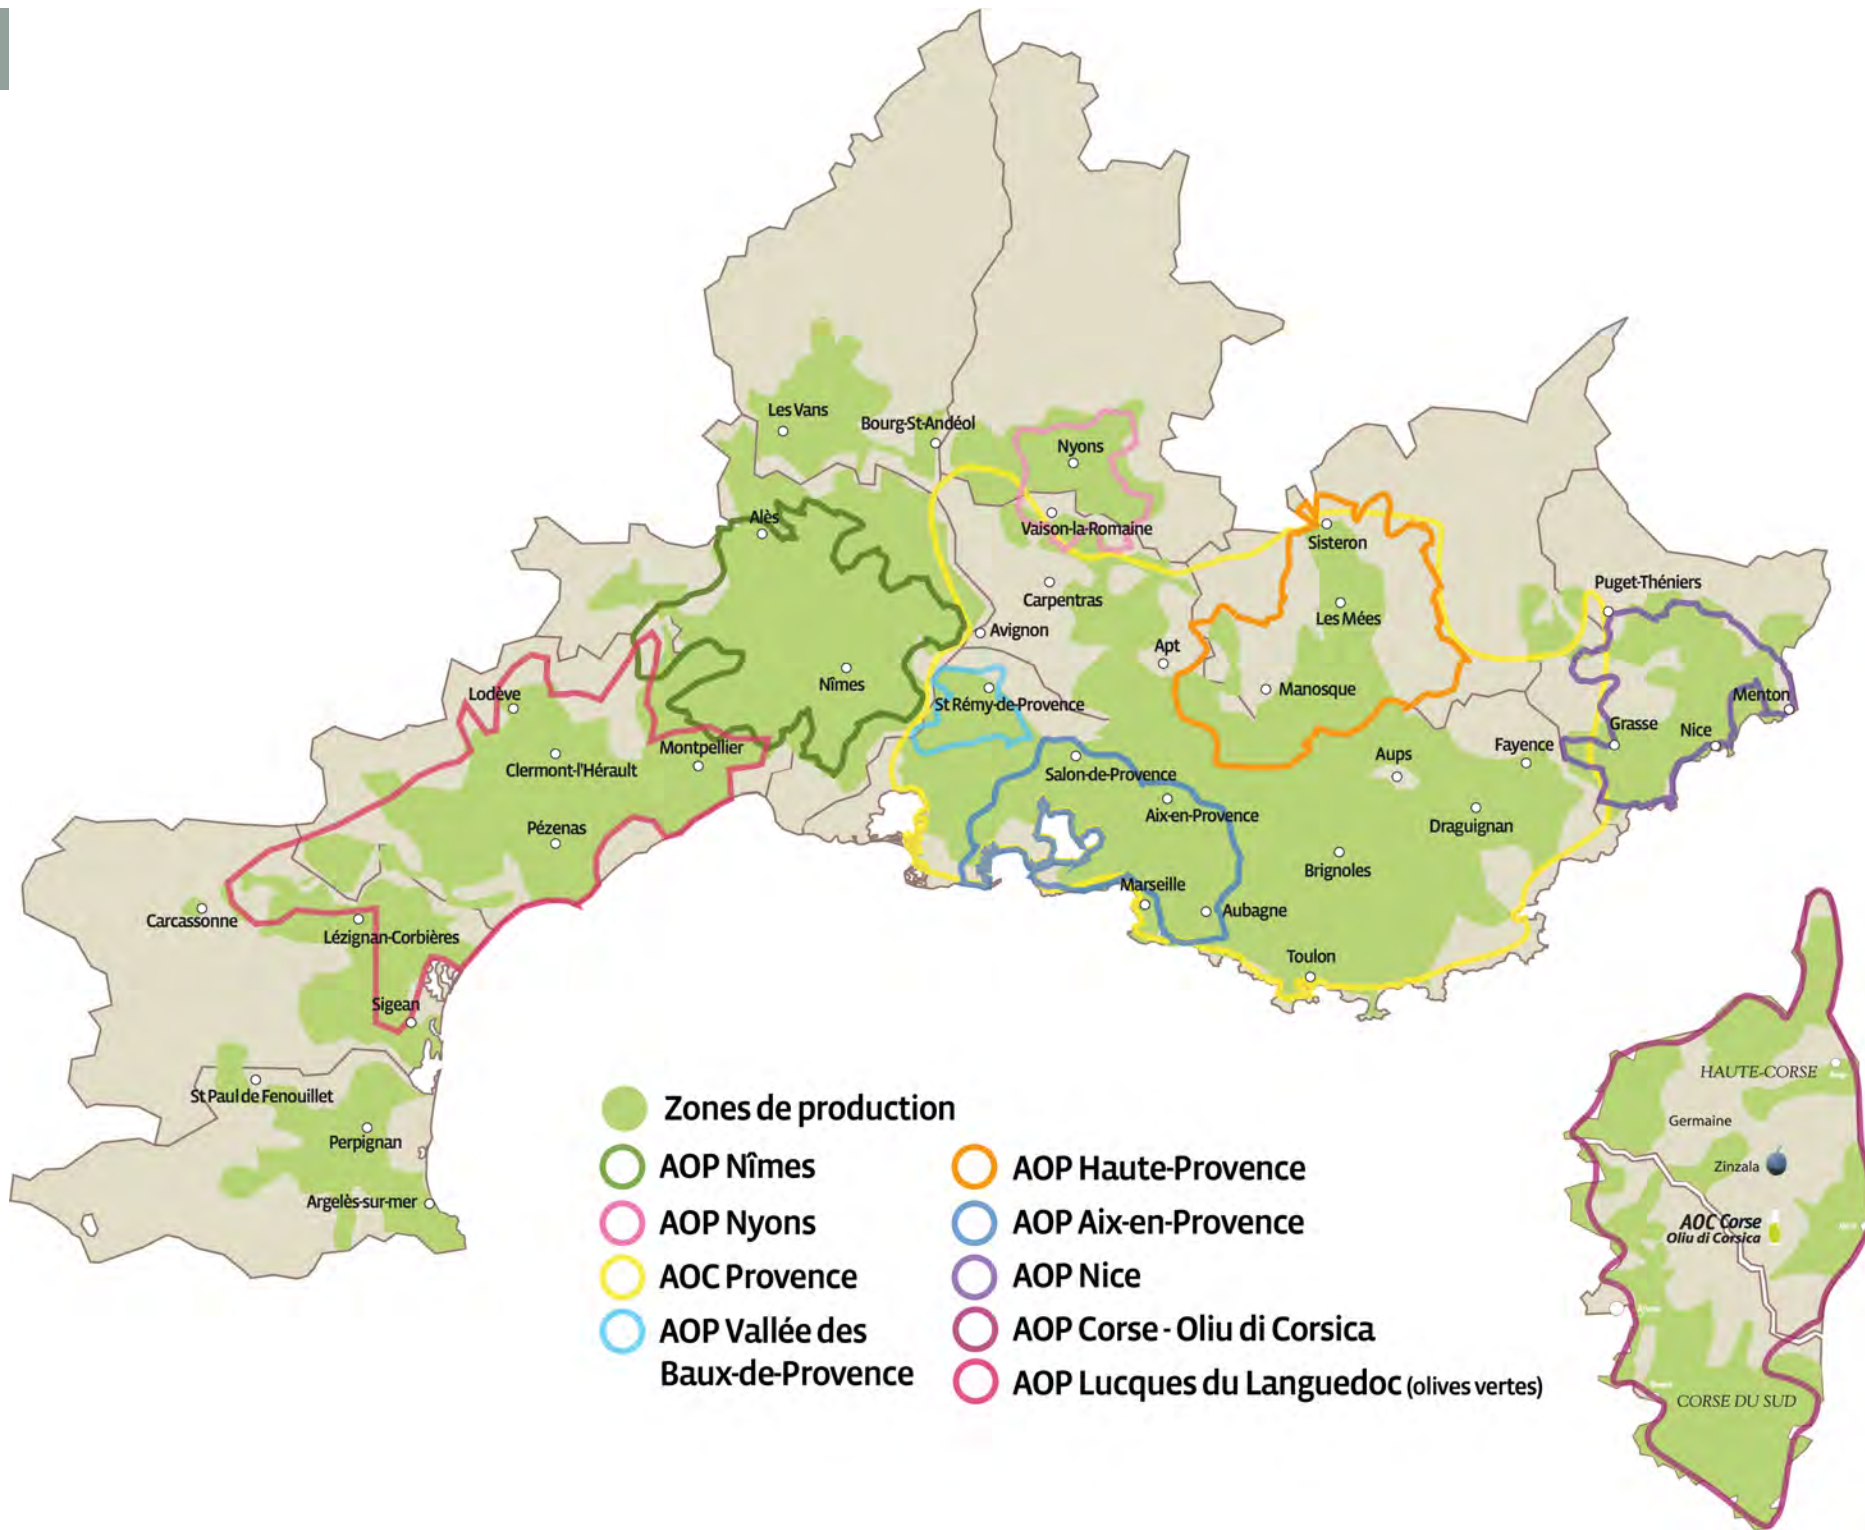 Les Vans
Bourg-St-Andéol
Nyons
Alès
Vaison-la-Romaine
Sisteron
Puget-Théniers
Carpentras
Les Mées
Avignon
Apt
Nîmes
Manosque
Lodève
St Rémy-de-Provence
Menton
Grasse
Nice
Montpellier
Fayence
Clermont-l'Hérault
Salon-de-Provence
Aups
Aix-en-Provence
Pézenas
Draguignan
Brignoles
Marseille
Carcassonne
Aubagne
Lézignan-Corbières
Toulon
Sigean
St Paul de Fenouillet
Perpignan
Argelès-sur-mer
HAUTE-CORSE
Germaine
Zinzala
AOC Corse
Oliu di Corsica
CORSE DU SUD
Zones de production
AOP Nîmes
AOP Nyons
AOC Provence
AOP Vallée des
Baux-de-Provence
AOP Haute-Provence
AOP Aix-en-Provence
AOP Nice
AOP Corse - Oliu di Corsica
AOP Lucques du Languedoc (olives vertes)